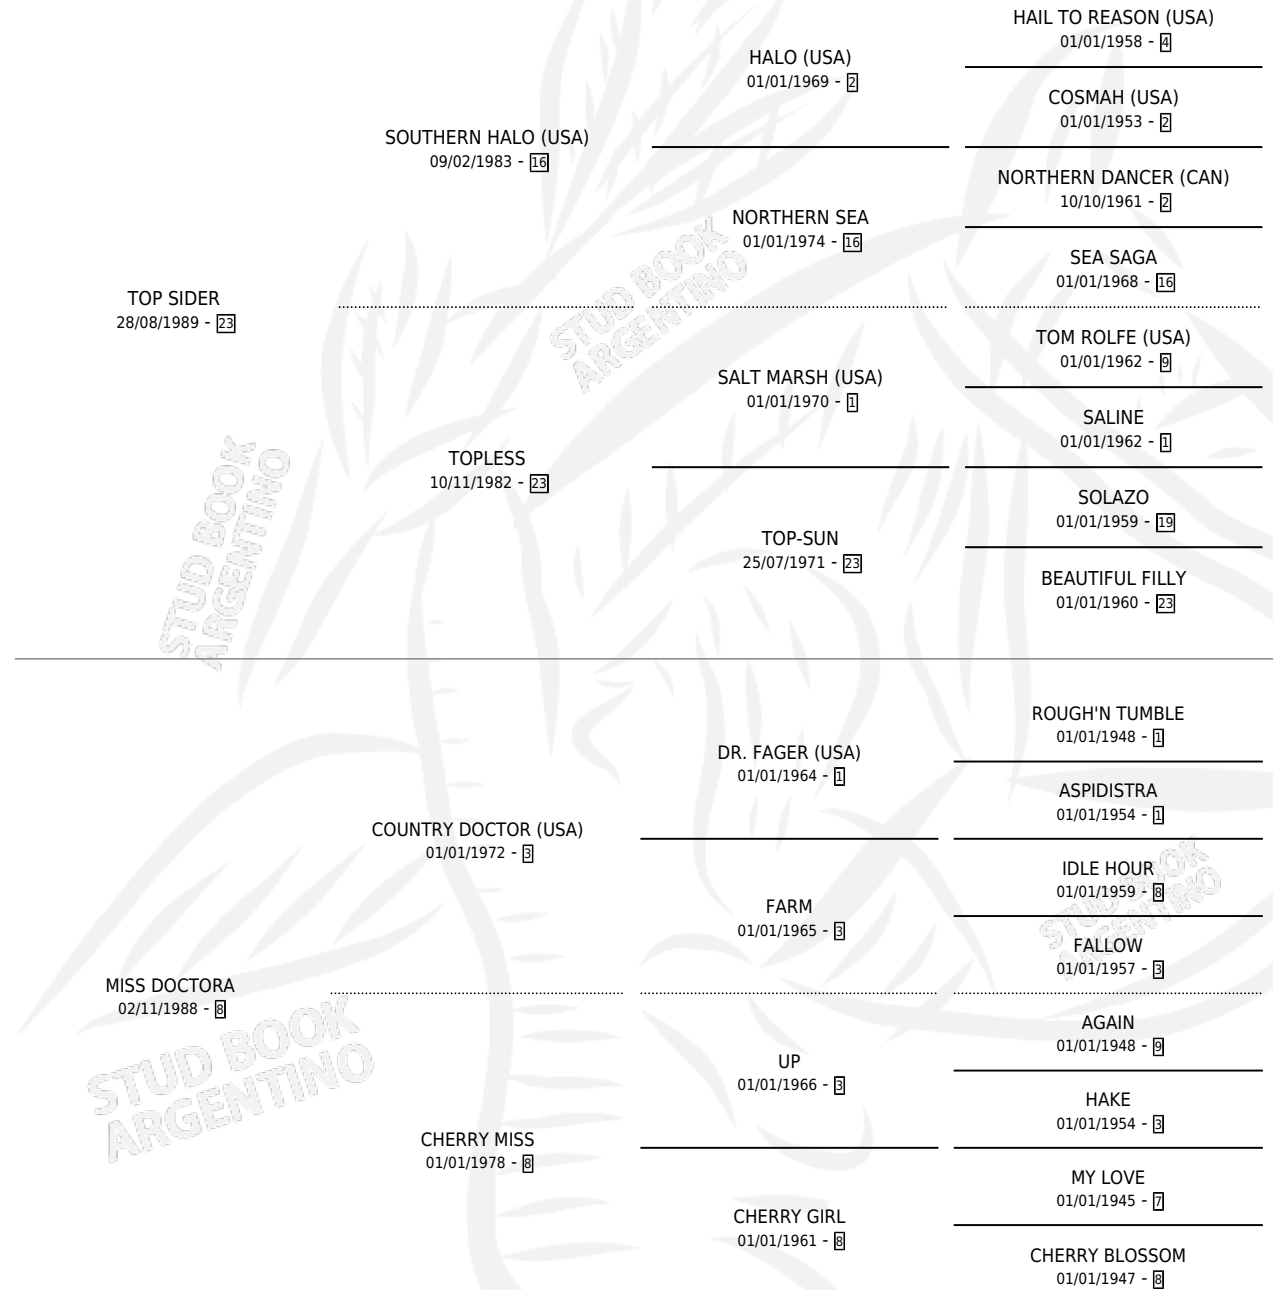 HAIL TO REASON (USA)
01/01/1958 - 4
HALO (USA)
01/01/1969 - 2
COSMAH (USA)
01/01/1953 - 2
SOUTHERN HALO (USA)
09/02/1983 - 16
NORTHERN DANCER (CAN)
10/10/1961 - 2
NORTHERN SEA
01/01/1974 - 16
SEA SAGA
01/01/1968 - 16
STUD BOOK
ARGENTINO
TOP SIDER
28/08/1989 - 23
TOM ROLFE (USA)
01/01/1962 - 9
SALT MARSH (USA)
01/01/1970 - 1
SALINE
01/01/1962 - 1
TOPLESS
10/11/1982 - 23
SOLAZO
01/01/1959 - 19
TOP-SUN
25/07/1971 - 23
BEAUTIFUL FILLY
01/01/1960 - 23
STUD BOOK
ARGENTINO
ROUGH'N TUMBLE
01/01/1948 - 1
DR. FAGER (USA)
01/01/1964 - 1
ASPIDISTRA
01/01/1954 - 1
COUNTRY DOCTOR (USA)
01/01/1972 - 3
IDLE HOUR
01/01/1959 - 8
FARM
01/01/1965 - 3
FALLOW
01/01/1957 - 3
STUD BOOK
ARGENTINO
MISS DOCTORA
02/11/1988 - 8
AGAIN
01/01/1948 - 9
UP
01/01/1966 - 3
HAKE
01/01/1954 - 3
STUD BOOK
ARGENTINO
CHERRY MISS
01/01/1978 - 8
MY LOVE
01/01/1945 - 7
CHERRY GIRL
01/01/1961 - 8
CHERRY BLOSSOM
01/01/1947 - 8